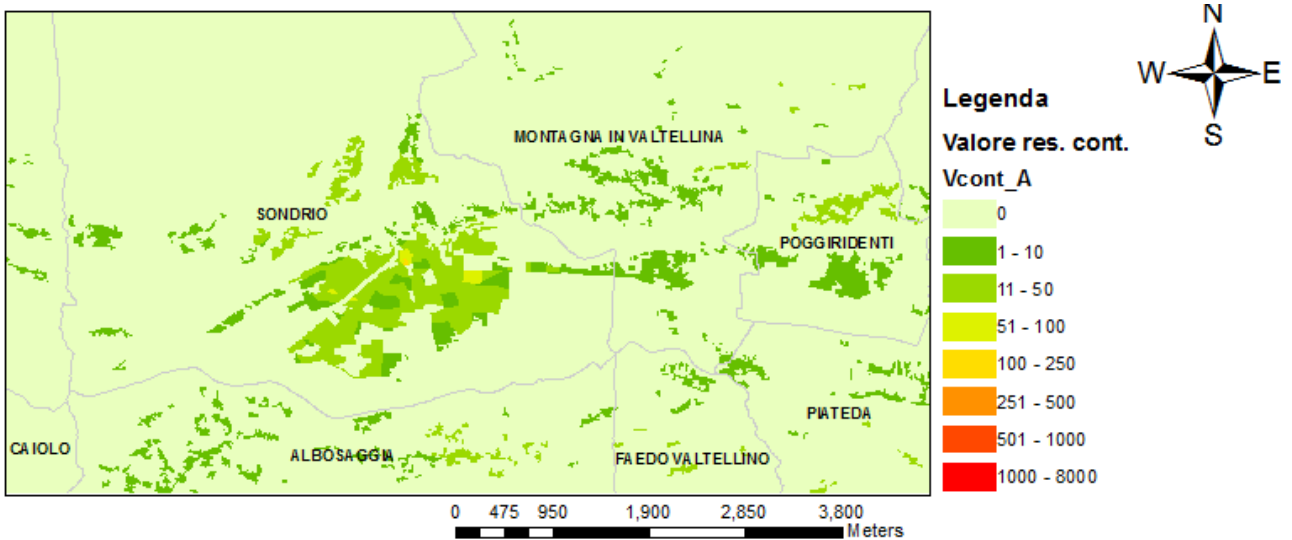 N
W E
S
MONTAGNA IN VALTELLINA
SONDRIO
POGGIRIDENTI
PIATEDA
CAIOLO
ALBOSAGGIA
FAEDO VALTELLINO
Legenda
Valore res. cont.
Vcont_A
0
1 - 10
11 - 50
51 - 100
100 - 250
251 - 500
501 - 1000
1000 - 8000
0 475 950 1,900 2,850 3,800
Meters